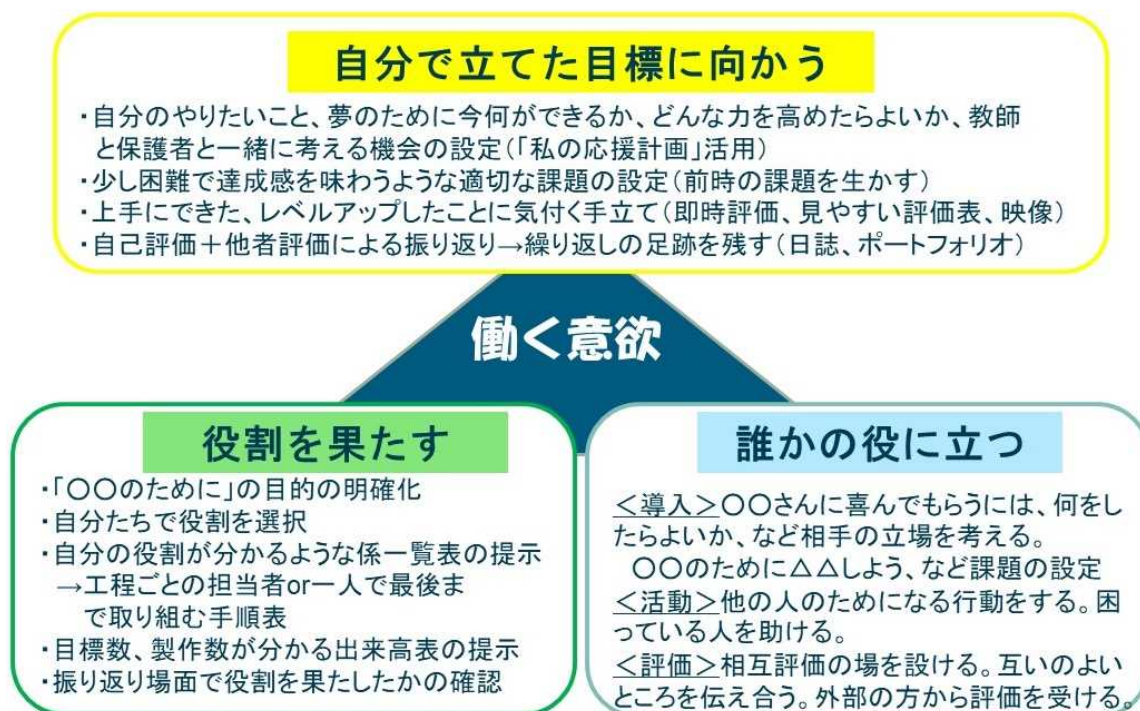 自分で立てた目標に向かう
・自分のやりたいこと、夢のために今何ができるか、どんな力を高めたらよいか、教師
と保護者と一緒に考える機会の設定(「私の応援計画」活用)
・少し困難で達成感を味わうような適切な課題の設定(前時の課題を生かす)
・上手にできた、レベルアップしたことに気付く手立て(即時評価、見やすい評価表、映像)
・自己評価+他者評価による振り返り→繰り返しの足跡を残す(日誌、ポートフォリオ)
働く意欲
役割を果たす
・「〇〇のために」の目的の明確化
・自分たちで役割を選択
・自分の役割が分かるような係一覧表の提示
→工程ごとの担当者or一人で最後ま
で取り組む手順表
・目標数、製作数が分かる出来高表の提示
・振り返り場面で役割を果たしたかの確認
誰かの役に立つ
<導入>〇〇さんに喜んでもらうには、何をし
たらよいか、など相手の立場を考える。
〇〇のために△△しよう、など課題の設定
<活動>他の人のためになる行動をする。困
っている人を助ける。
<評価>相互評価の場を設ける。互いのよい
ところを伝え合う。外部の方から評価を受ける。